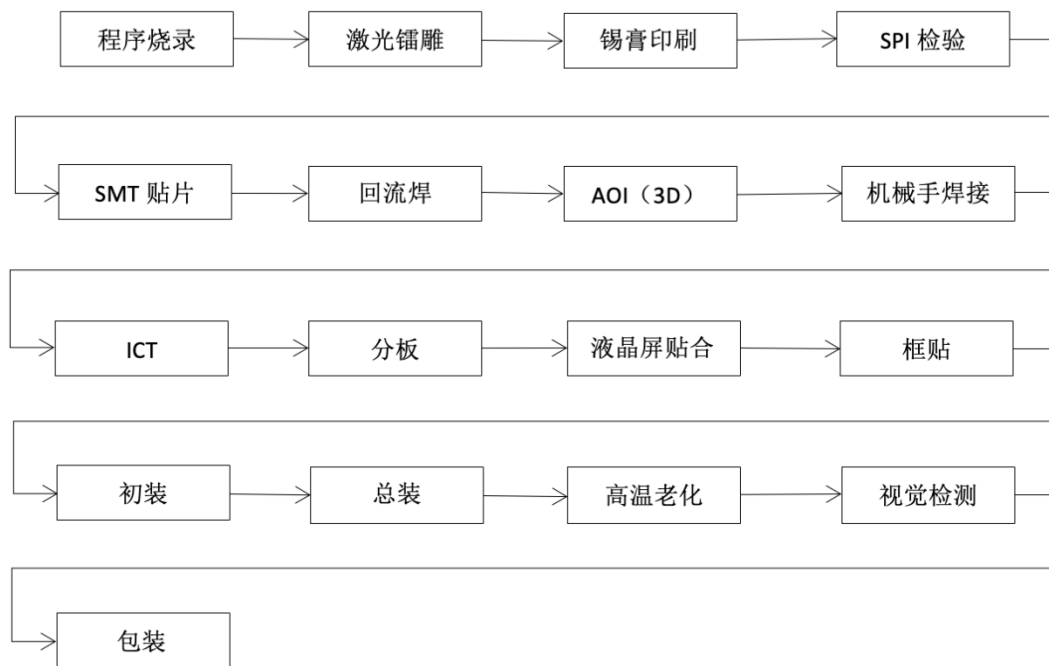 程序烧录 激光镭雕 锡膏印刷 SPI 检验
SMT 贴片 回流焊 AOI（3D） 机械手焊接
ICT 分板 液晶屏贴合 框贴
初装 总装 高温老化 视觉检测
包装